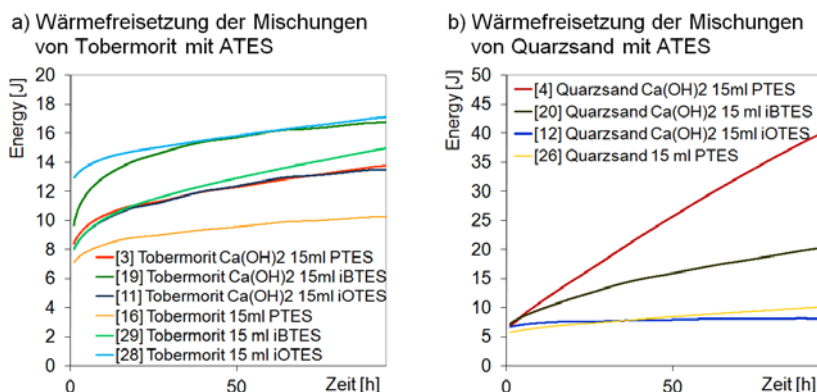 a) Wärmefreisetzung der Mischungen
von Tobermorit mit ATES
Energy [J]
20
18
16
14
12
10
8
6
4
2
0
[3] Tobermorit Ca(OH)2 15ml PTES
[19] Tobermorit Ca(OH)2 15ml iBTES
[11] Tobermorit Ca(OH)2 15ml iOTES
[16] Tobermorit 15ml PTES
[29] Tobermorit 15 ml iBTES
[28] Tobermorit 15 ml iOTES
0
50
Zeit [h]
b) Wärmefreisetzung der Mischungen
von Quarzsand mit ATES
Energy [J]
50
45
40
35
30
25
20
15
10
5
0
[4] Quarzsand Ca(OH)2 15ml PTES
[20] Quarzsand Ca(OH)2 15 ml iBTES
[12] Quarzsand Ca(OH)2 15ml iOTES
[26] Quarzsand 15 ml PTES
0
50
Zeit [h]